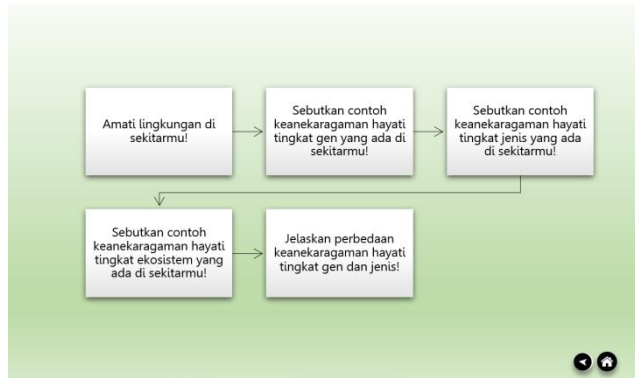 Amati lingkungan di
sekitarmu!
Sebutkan contoh
keanekaragaman hayati
tingkat gen yang ada di
sekitarmu!
Sebutkan contoh
keanekaragaman hayati
tingkat jenis yang ada
di sekitarmu!
Sebutkan contoh
keanekaragaman hayati
tingkat ekosistem yang
ada di sekitarmu!
Jelaskan perbedaan
keanekaragaman hayati
tingkat gen dan jenis!